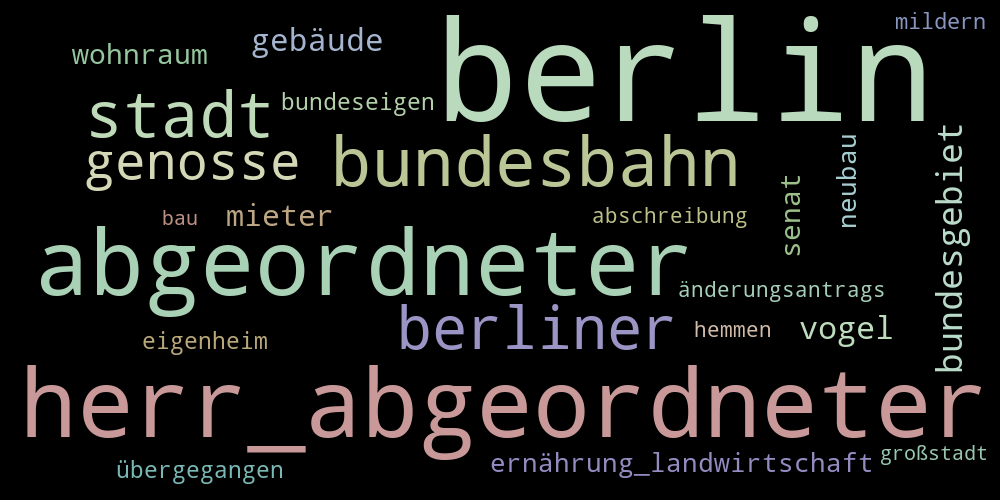 mildern
berlin
gebäude
wohnraum
stadt
bundeseigen
genosse
bundesbahn
neubau
bundesgebiet
senat
bau
mieter
abschreibung
abgeordneter
änderungsantrags
berliner
hemmen
vogel
eigenheim
herr_abgeordneter
großstadt
ernährung_landwirtschaft
übergegangen